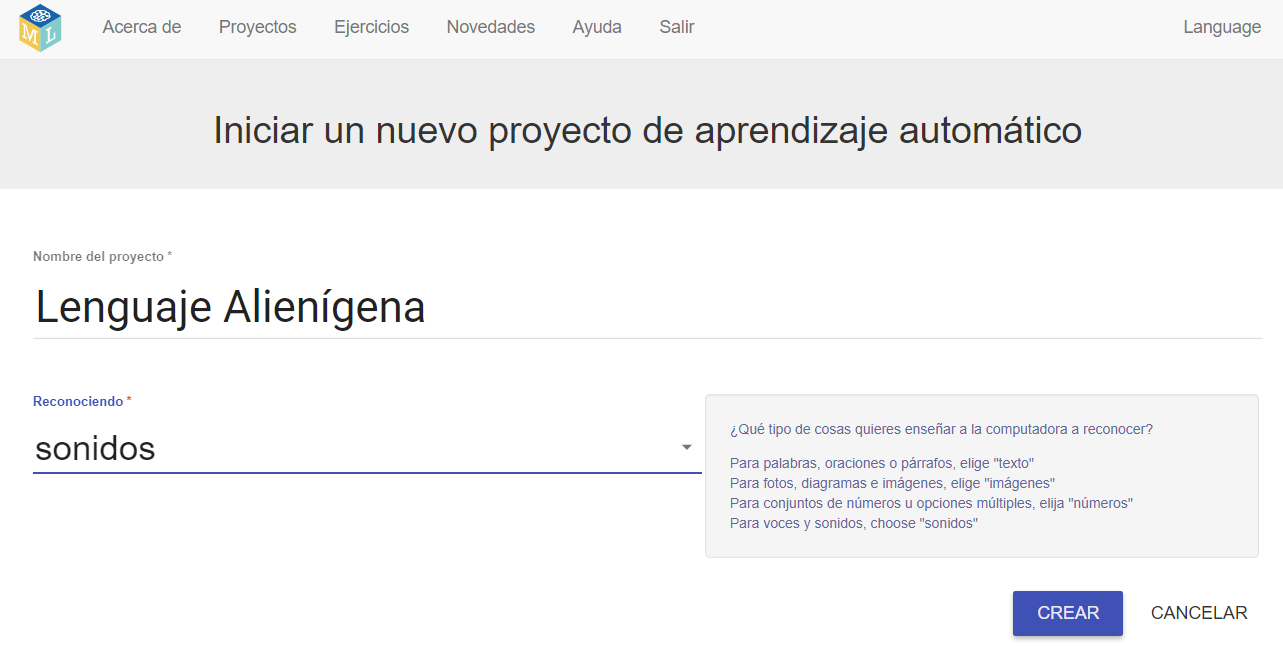 M L
Acerca de Proyectos Ejercicios Novedades Ayuda Salir Language
Iniciar un nuevo proyecto de aprendizaje automático
Nombre del proyecto *
Lenguaje Alienígena
Reconociendo *
sonidos
¿Qué tipo de cosas quieres enseñar a la computadora a reconocer?
Para palabras, oraciones o párrafos, elige "texto"
Para fotos, diagramas e imágenes, elige "imágenes"
Para conjuntos de números u opciones múltiples, elija "números"
Para voces y sonidos, choose "sonidos"
CREAR CANCELAR